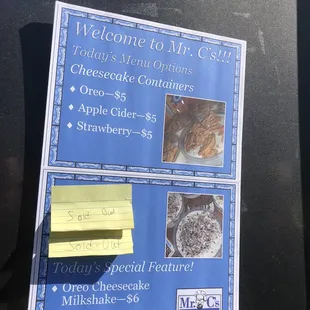 Welcome to Mr. C's!!!
Today's Menu Options
Cheesecake Containers
♦ Oreo—$5
♦ Apple Cider—$5
♦ Strawberry—$5
Sold Out
Sold Out
Today's Special Feature!
♦ Oreo Cheesecake
Milkshake—$6
Mr. C's